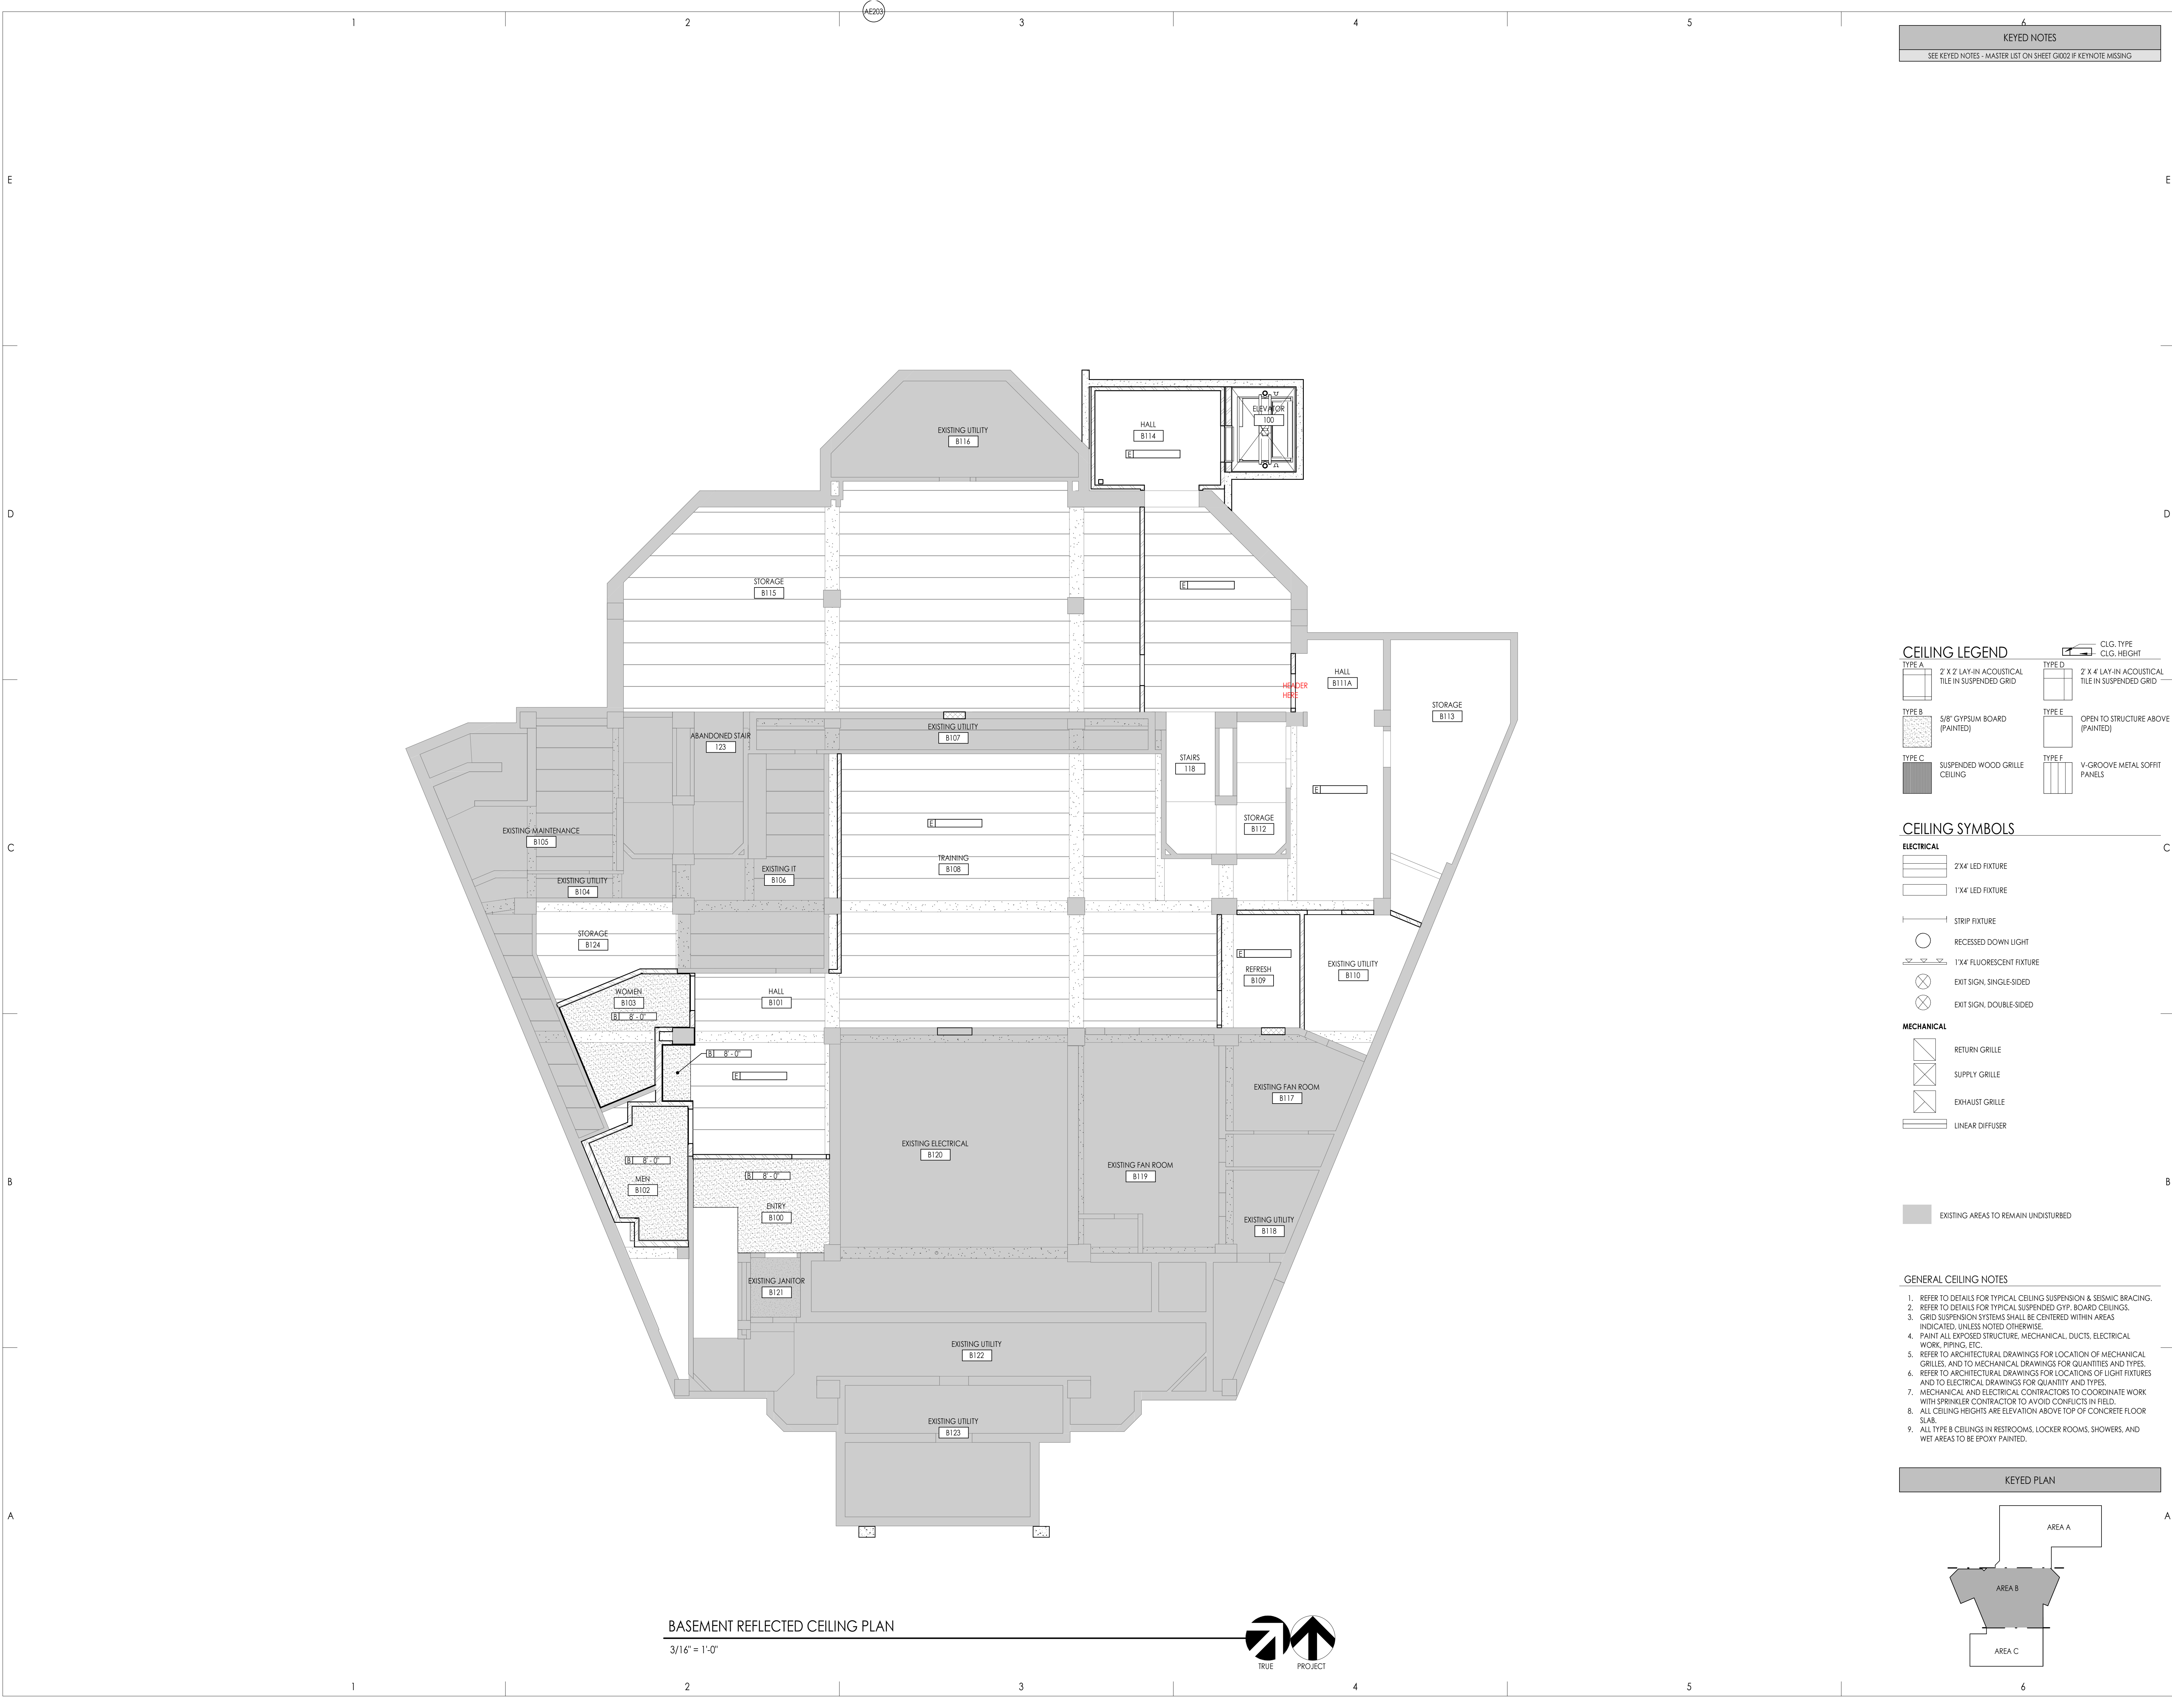 AE203
1 2 3 4 5 6
KEYED NOTES
SEE KEYED NOTES - MASTER LIST ON SHEET GI002 IF KEYNOTE MISSING
E E
D D
C C
B B
A A
ELEVATOR
100
HALL
B114
E
EXISTING UTILITY
B116
STORAGE
B115
E
HEADER
HERE
HALL
B111A
STORAGE
B113
EXISTING UTILITY
B107
ABANDONED STAIR
123
STAIRS
118
E
STORAGE
B112
E
TRAINING
B108
EXISTING MAINTENANCE
B105
EXISTING IT
B106
EXISTING UTILITY
B104
STORAGE
B124
E
REFRESH
B109
EXISTING UTILITY
B110
WOMEN
B103
B 8' - 0"
HALL
B101
B 8' - 0"
E
EXISTING FAN ROOM
B117
EXISTING ELECTRICAL
B120
EXISTING FAN ROOM
B119
B 8' - 0"
MEN
B102
B 8' - 0"
ENTRY
B100
EXISTING UTILITY
B118
EXISTING JANITOR
B121
EXISTING UTILITY
B122
EXISTING UTILITY
B123
CEILING LEGEND
CLG. TYPE
CLG. HEIGHT
TYPE A
2' X 2' LAY-IN ACOUSTICAL
TILE IN SUSPENDED GRID
TYPE D
2' X 4' LAY-IN ACOUSTICAL
TILE IN SUSPENDED GRID
TYPE B
5/8" GYPSUM BOARD
(PAINTED)
TYPE E
OPEN TO STRUCTURE ABOVE
(PAINTED)
TYPE C
SUSPENDED WOOD GRILLE
CEILING
TYPE F
V-GROOVE METAL SOFFIT
PANELS
CEILING SYMBOLS
ELECTRICAL
2'X4' LED FIXTURE
1'X4' LED FIXTURE
STRIP FIXTURE
RECESSED DOWN LIGHT
1'X4' FLUORESCENT FIXTURE
EXIT SIGN, SINGLE-SIDED
EXIT SIGN, DOUBLE-SIDED
MECHANICAL
RETURN GRILLE
SUPPLY GRILLE
EXHAUST GRILLE
LINEAR DIFFUSER
EXISTING AREAS TO REMAIN UNDISTURBED
GENERAL CEILING NOTES
1. REFER TO DETAILS FOR TYPICAL CEILING SUSPENSION & SEISMIC BRACING.
2. REFER TO DETAILS FOR TYPICAL SUSPENDED GYP. BOARD CEILINGS.
3. GRID SUSPENSION SYSTEMS SHALL BE CENTERED WITHIN AREAS
INDICATED, UNLESS NOTED OTHERWISE.
4. PAINT ALL EXPOSED STRUCTURE, MECHANICAL, DUCTS, ELECTRICAL
WORK, PIPING, ETC.
5. REFER TO ARCHITECTURAL DRAWINGS FOR LOCATION OF MECHANICAL
GRILLES, AND TO MECHANICAL DRAWINGS FOR QUANTITIES AND TYPES.
6. REFER TO ARCHITECTURAL DRAWINGS FOR LOCATIONS OF LIGHT FIXTURES
AND TO ELECTRICAL DRAWINGS FOR QUANTITY AND TYPES.
7. MECHANICAL AND ELECTRICAL CONTRACTORS TO COORDINATE WORK
WITH SPRINKLER CONTRACTOR TO AVOID CONFLICTS IN FIELD.
8. ALL CEILING HEIGHTS ARE ELEVATION ABOVE TOP OF CONCRETE FLOOR
SLAB.
9. ALL TYPE B CEILINGS IN RESTROOMS, LOCKER ROOMS, SHOWERS, AND
WET AREAS TO BE EPOXY PAINTED.
KEYED PLAN
AREA A
AREA B
AREA C
BASEMENT REFLECTED CEILING PLAN
3/16" = 1'-0"
TRUE PROJECT
1 2 3 4 5 6